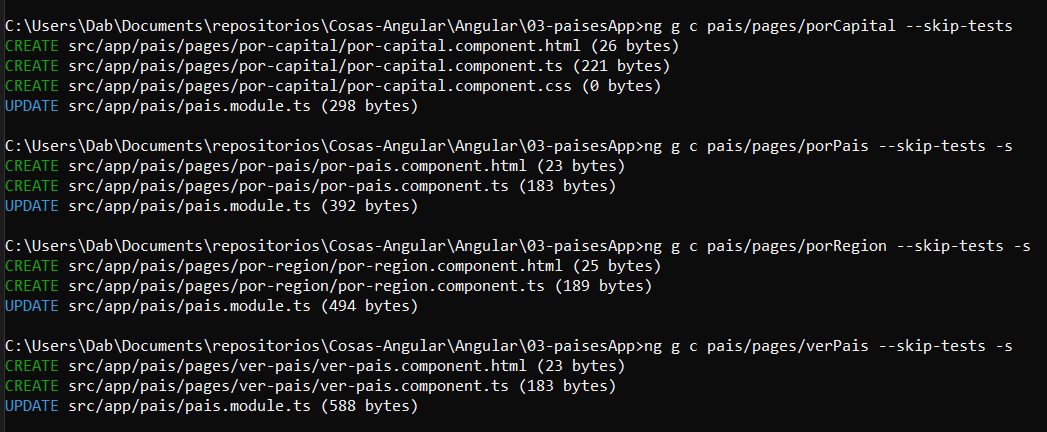 C:\Users\Dab\Documents\repositorios\Cosas-Angular\Angular\03-paisesApp>ng g c pais/pages/porCapital --skip-tests
CREATE src/app/pais/pages/por-capital/por-capital.component.html (26 bytes)
CREATE src/app/pais/pages/por-capital/por-capital.component.ts (221 bytes)
CREATE src/app/pais/pages/por-capital/por-capital.component.css (0 bytes)
UPDATE src/app/pais/pais.module.ts (298 bytes)
C:\Users\Dab\Documents\repositorios\Cosas-Angular\Angular\03-paisesApp>ng g c pais/pages/porPais --skip-tests -s
CREATE src/app/pais/pages/por-pais/por-pais.component.html (23 bytes)
CREATE src/app/pais/pages/por-pais/por-pais.component.ts (183 bytes)
UPDATE src/app/pais/pais.module.ts (392 bytes)
C:\Users\Dab\Documents\repositorios\Cosas-Angular\Angular\03-paisesApp>ng g c pais/pages/porRegion --skip-tests -s
CREATE src/app/pais/pages/por-region/por-region.component.html (25 bytes)
CREATE src/app/pais/pages/por-region/por-region.component.ts (189 bytes)
UPDATE src/app/pais/pais.module.ts (494 bytes)
C:\Users\Dab\Documents\repositorios\Cosas-Angular\Angular\03-paisesApp>ng g c pais/pages/verPais --skip-tests -s
CREATE src/app/pais/pages/ver-pais/ver-pais.component.html (23 bytes)
CREATE src/app/pais/pages/ver-pais/ver-pais.component.ts (183 bytes)
UPDATE src/app/pais/pais.module.ts (588 bytes)